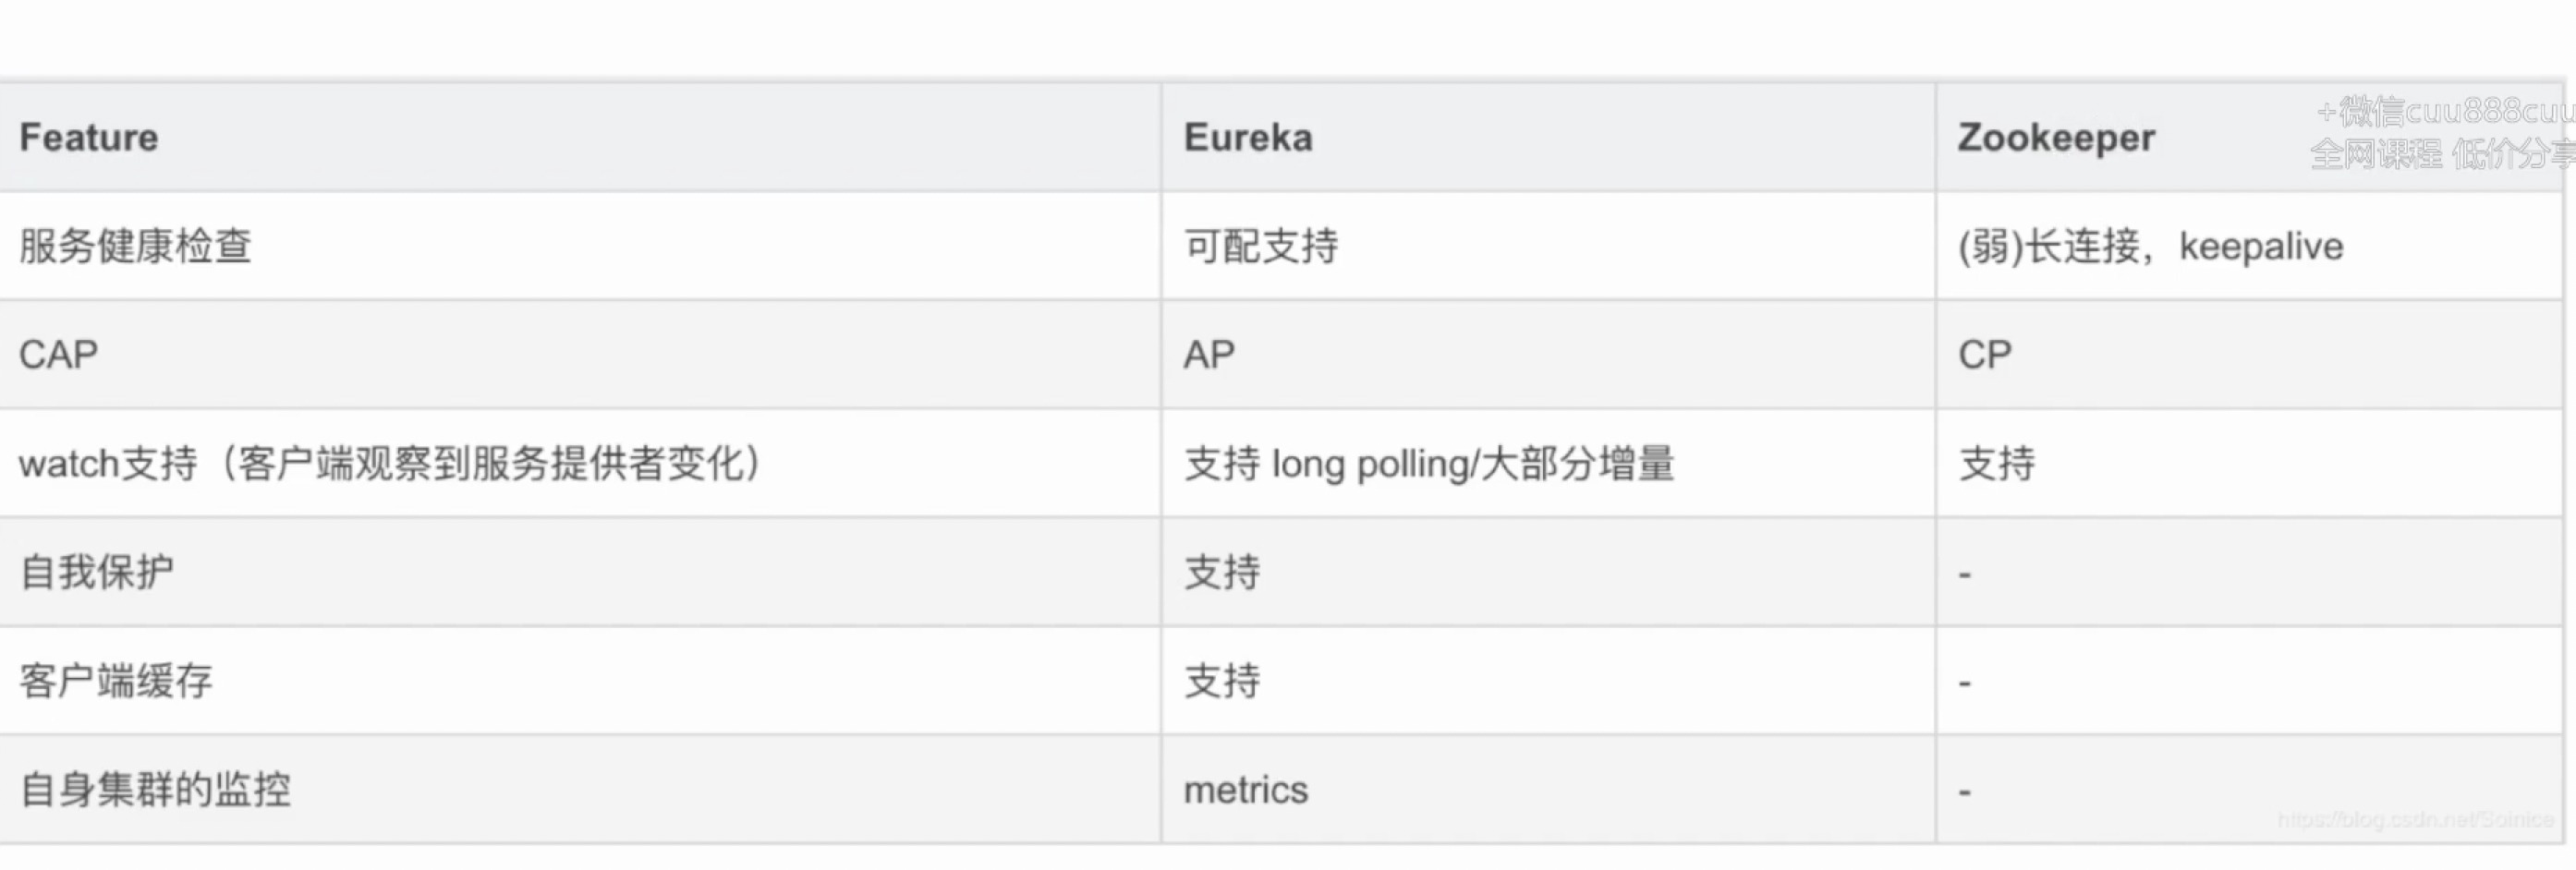 +微信cuu888cuu
全网课程 低价分享
Feature Eureka Zookeeper
服务健康检查 可配支持 (弱)长连接，keepalive
CAP AP CP
watch支持（客户端观察到服务提供者变化） 支持 long polling/大部分增量 支持
自我保护 支持 -
客户端缓存 支持 -
自身集群的监控 metrics -
https://blog.csdn.net/Solnice